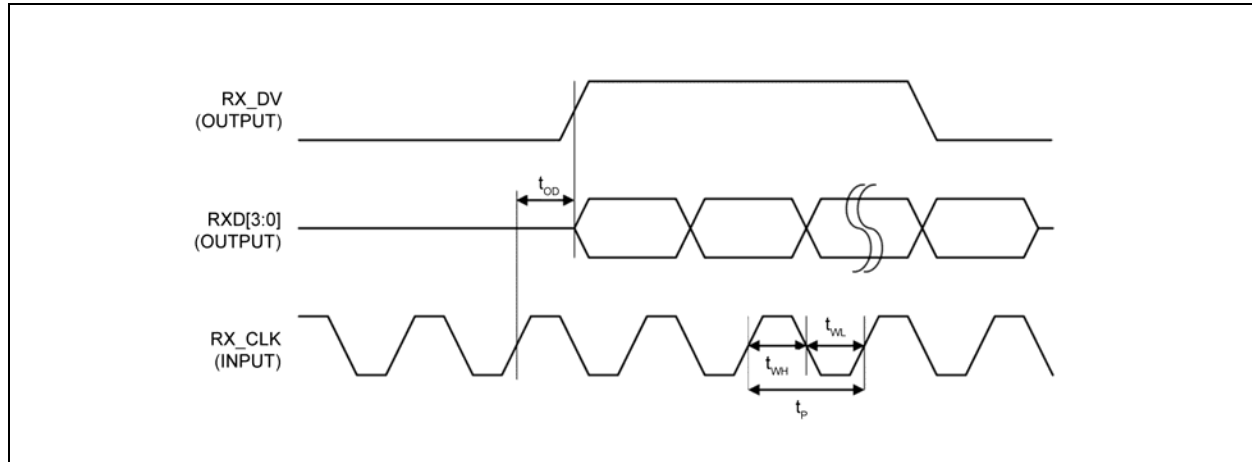 RX_DV
(OUTPUT)
t_OD
RXD[3:0]
(OUTPUT)
RX_CLK
(INPUT)
t_WL
t_WH
t_P